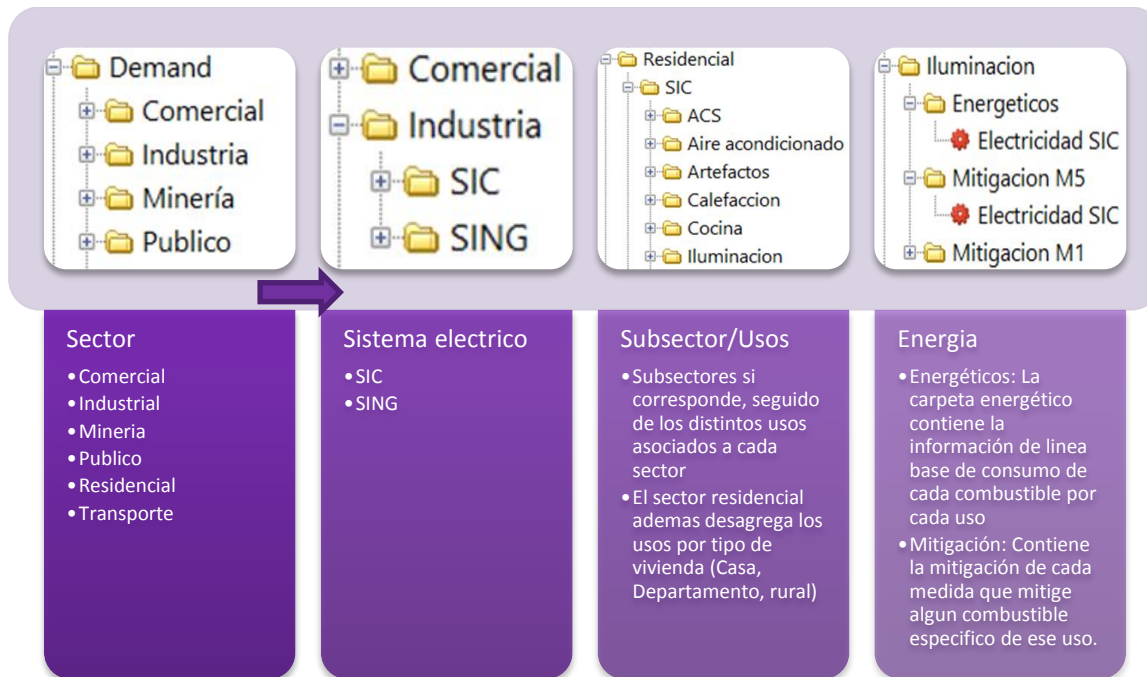 Demand
Comercial
Industria
Minería
Publico
Comercial
Industria
SIC
SING
Residencial
SIC
ACS
Aire acondicionado
Artefactos
Calefaccion
Cocina
Iluminacion
Iluminacion
Energeticos
Electricidad SIC
Mitigacion M5
Electricidad SIC
Mitigacion M1
Sector
•Comercial
•Industrial
•Mineria
•Publico
•Residencial
•Transporte
Sistema electrico
•SIC
•SING
Subsector/Usos
•Subsectores si
corresponde, seguido
de los distintos usos
asociados a cada
sector
•El sector residencial
ademas desagrega los
usos por tipo de
vivienda (Casa,
Departamento, rural)
Energia
•Energéticos: La
carpeta energético
contiene la
información de linea
base de consumo de
cada combustible por
cada uso
•Mitigación: Contiene
la mitigación de cada
medida que mitige
algun combustible
especifico de ese uso.